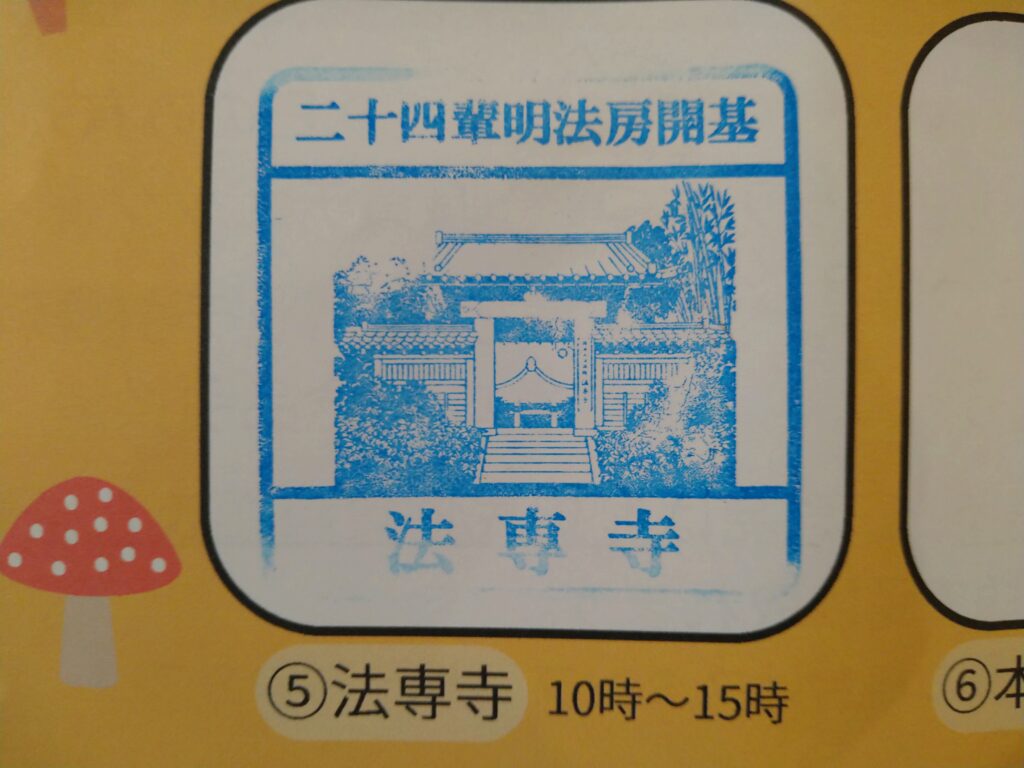 二十四輩明法房開基
法専寺
⑤法専寺 10時～15時
⑥本